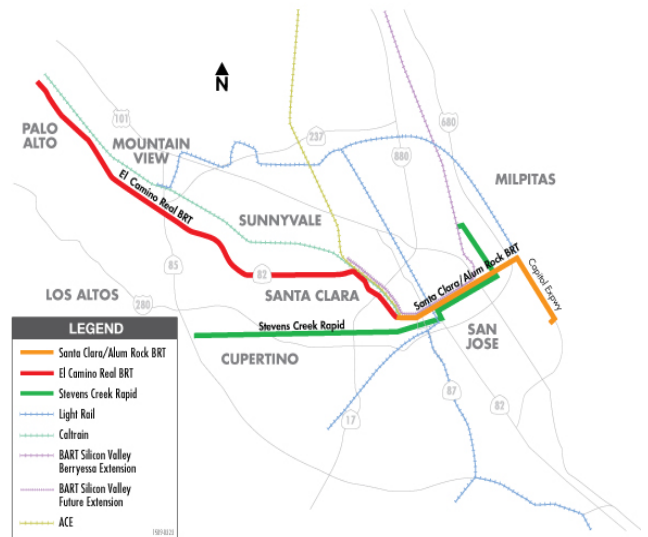 N
101
PALO
ALTO
MOUNTAIN
VIEW
237
680
880
MILPITAS
El Camino Real BRT
SUNNYVALE
85
82
Santa Clara/Alum Rock BRT
Capitol Expwy
LOS ALTOS
280
SANTA CLARA
Stevens Creek Rapid
SAN
JOSE
CUPERTINO
87
82
17
LEGEND
Santa Clara/Alum Rock BRT
El Camino Real BRT
Stevens Creek Rapid
Light Rail
Caltrain
BART Silicon Valley
Berryessa Extension
BART Silicon Valley
Future Extension
ACE